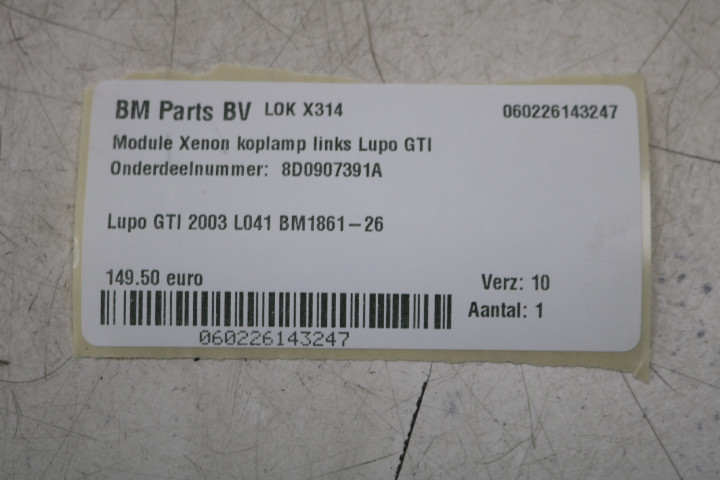 BM Parts BV LOK X314 060226143247
Module Xenon koplamp links Lupo GTI
Onderdeelnummer: 8D0907391A
Lupo GTI 2003 L041 BM1861-26
149.50 euro Verz: 10
Aantal: 1
060226143247